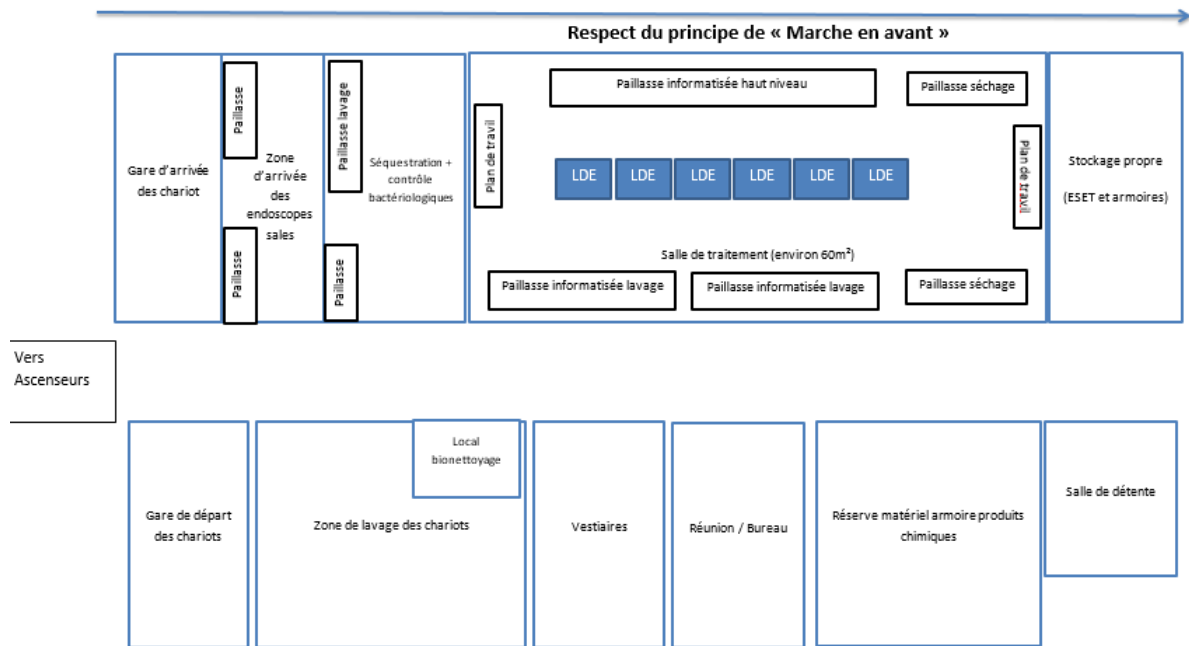 Respect du principe de « Marche en avant »
Gare d'arrivée
des chariot
Paillasse
Paillasse
Zone
d'arrivée
des
endoscopes
sales
Paillasse lavage
Paillasse
Séquestration +
contrôle
bactériologiques
Plan de travil
Paillasse informatisée haut niveau
Paillasse séchage
LDE
LDE
LDE
LDE
LDE
LDE
Plan de travil
Salle de traitement (environ 60m²)
Paillasse informatisée lavage
Paillasse informatisée lavage
Paillasse séchage
Stockage propre
(ESET et armoires)
Vers
Ascenseurs
Gare de départ
des chariots
Local
bionettoyage
Zone de lavage des chariots
Vestiaires
Réunion / Bureau
Réserve matériel armoire produits
chimiques
Salle de détente